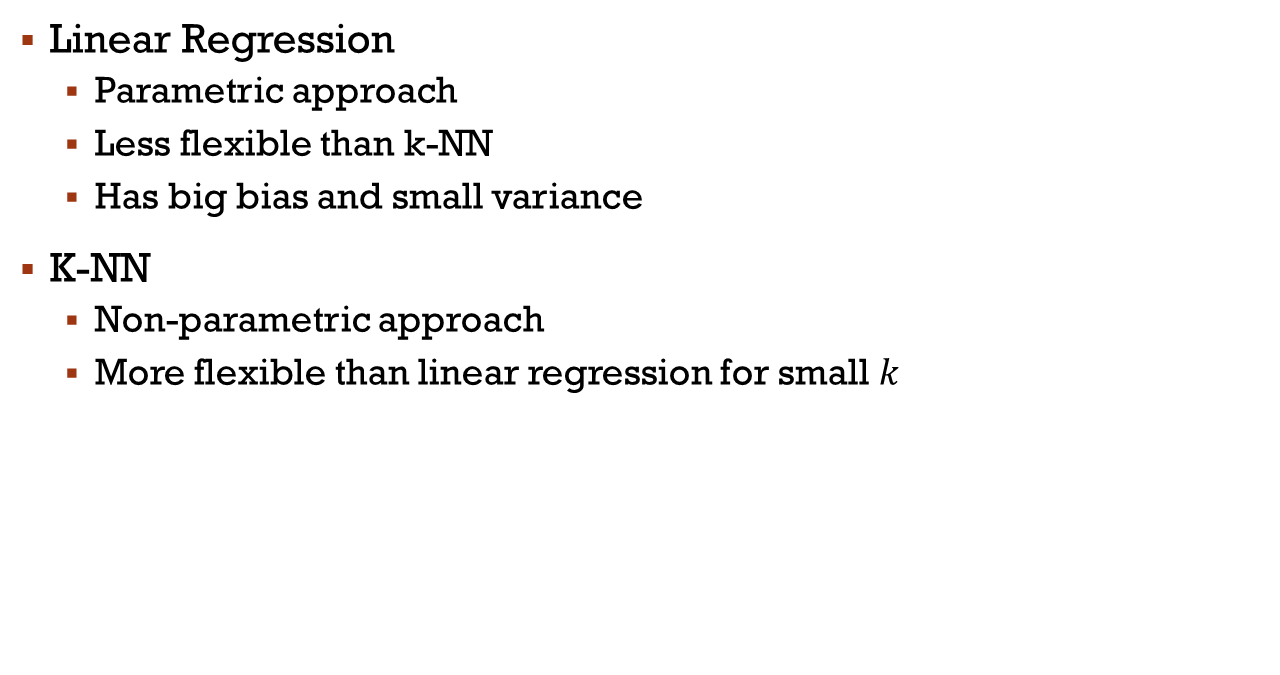 Linear Regression
Parametric approach
Less flexible than k-NN
Has big bias and small variance
K-NN
Non-parametric approach
More flexible than linear regression for small k